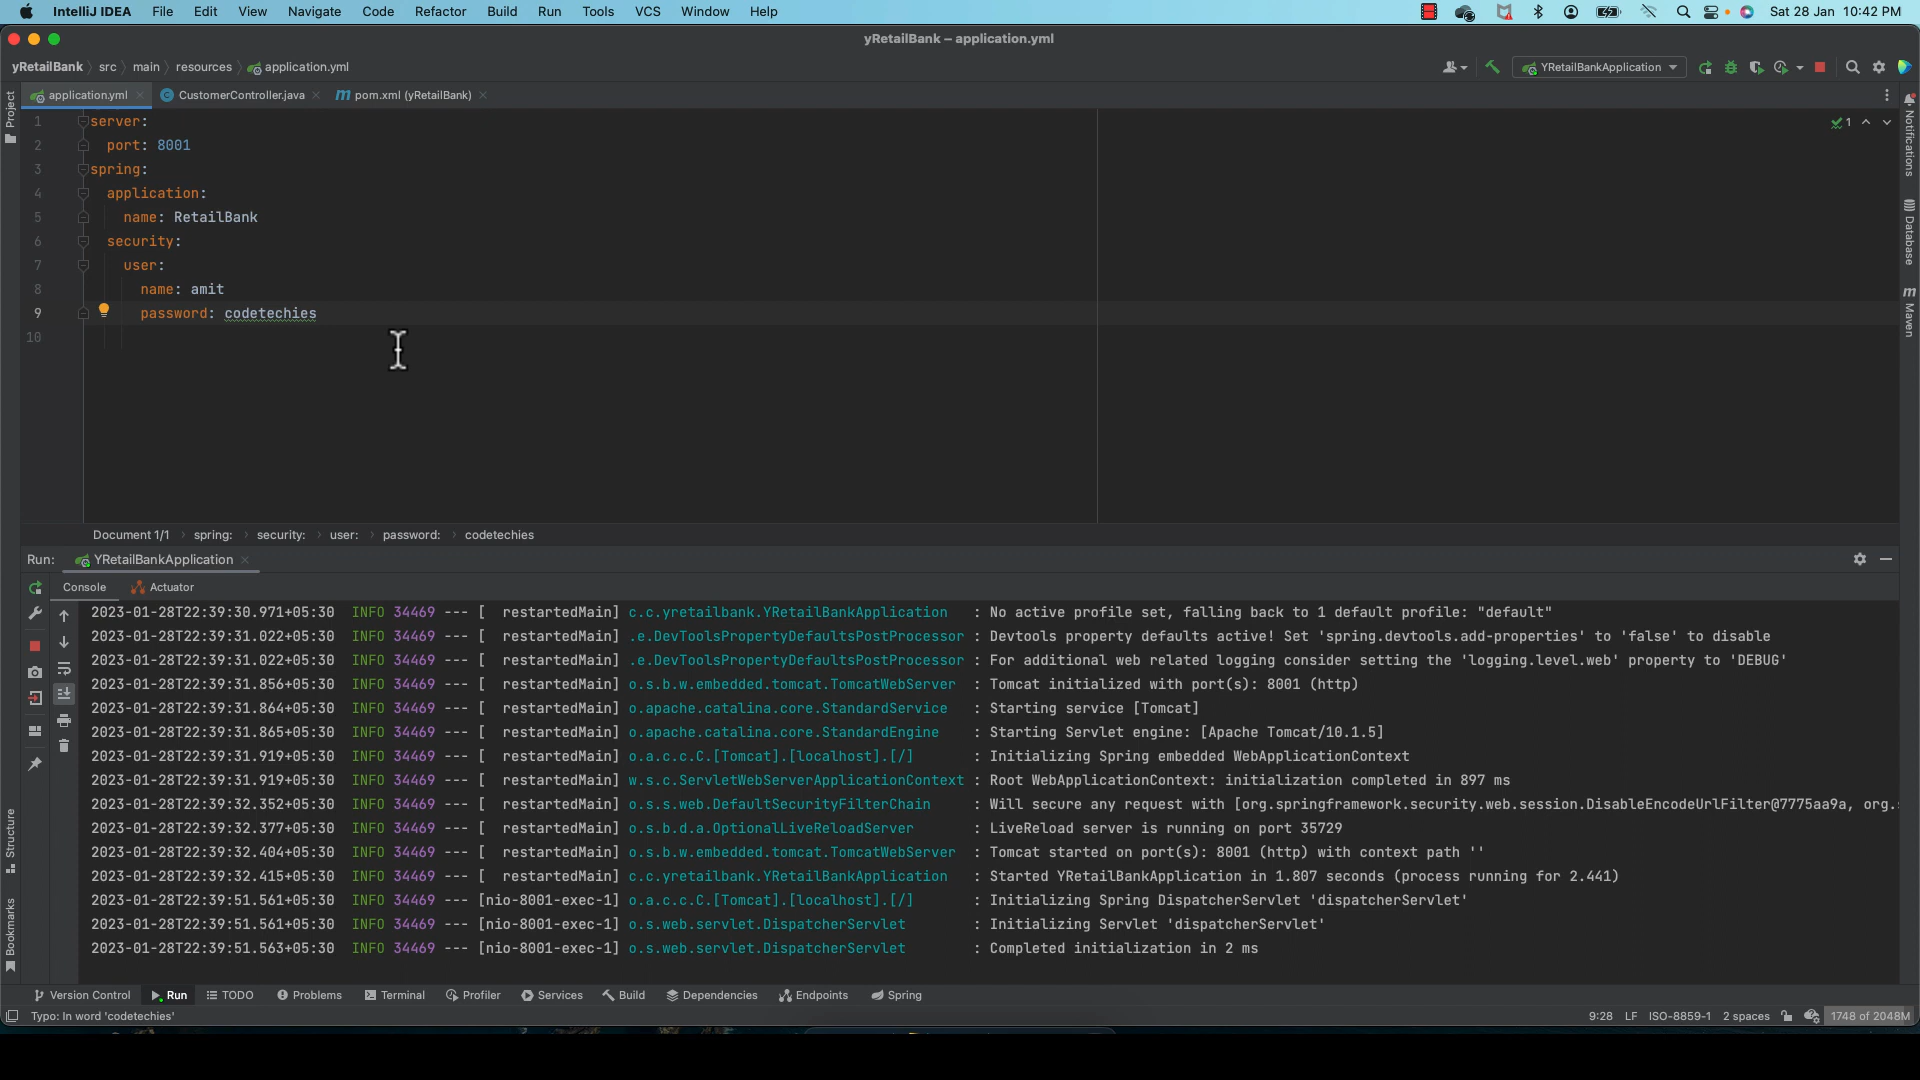 IntelliJ IDEA File Edit View Navigate Code Refactor Build Run Tools VCS Window Help Sat 28 Jan 10:42 PM
yRetailBank – application.yml
yRetailBank src main resources application.yml YRetailBankApplication
application.yml CustomerController.java pom.xml (yRetailBank)
Project
Notifications
Database
Maven
1 server:
2 port: 8001
3 spring:
4 application:
5 name: RetailBank
6 security:
7 user:
8 name: amit
9 password: codetechies
10
1
Document 1/1 spring: security: user: password: codetechies
Run: YRetailBankApplication
Console Actuator
2023-01-28T22:39:30.971+05:30 INFO 34469 --- [ restartedMain] c.c.yretailbank.YRetailBankApplication : No active profile set, falling back to 1 default profile: "default"
2023-01-28T22:39:31.022+05:30 INFO 34469 --- [ restartedMain] .e.DevToolsPropertyDefaultsPostProcessor : Devtools property defaults active! Set 'spring.devtools.add-properties' to 'false' to disable
2023-01-28T22:39:31.022+05:30 INFO 34469 --- [ restartedMain] .e.DevToolsPropertyDefaultsPostProcessor : For additional web related logging consider setting the 'logging.level.web' property to 'DEBUG'
2023-01-28T22:39:31.856+05:30 INFO 34469 --- [ restartedMain] o.s.b.w.embedded.tomcat.TomcatWebServer : Tomcat initialized with port(s): 8001 (http)
2023-01-28T22:39:31.864+05:30 INFO 34469 --- [ restartedMain] o.apache.catalina.core.StandardService : Starting service [Tomcat]
2023-01-28T22:39:31.865+05:30 INFO 34469 --- [ restartedMain] o.apache.catalina.core.StandardEngine : Starting Servlet engine: [Apache Tomcat/10.1.5]
2023-01-28T22:39:31.919+05:30 INFO 34469 --- [ restartedMain] o.a.c.c.C.[Tomcat].[localhost].[/] : Initializing Spring embedded WebApplicationContext
2023-01-28T22:39:31.919+05:30 INFO 34469 --- [ restartedMain] w.s.c.ServletWebServerApplicationContext : Root WebApplicationContext: initialization completed in 897 ms
2023-01-28T22:39:32.352+05:30 INFO 34469 --- [ restartedMain] o.s.s.web.DefaultSecurityFilterChain : Will secure any request with [org.springframework.security.web.session.DisableEncodeUrlFilter@7775aa9a, org.s
2023-01-28T22:39:32.377+05:30 INFO 34469 --- [ restartedMain] o.s.b.d.a.OptionalLiveReloadServer : LiveReload server is running on port 35729
2023-01-28T22:39:32.404+05:30 INFO 34469 --- [ restartedMain] o.s.b.w.embedded.tomcat.TomcatWebServer : Tomcat started on port(s): 8001 (http) with context path ''
2023-01-28T22:39:32.415+05:30 INFO 34469 --- [ restartedMain] c.c.yretailbank.YRetailBankApplication : Started YRetailBankApplication in 1.807 seconds (process running for 2.441)
2023-01-28T22:39:51.561+05:30 INFO 34469 --- [nio-8001-exec-1] o.a.c.c.C.[Tomcat].[localhost].[/] : Initializing Spring DispatcherServlet 'dispatcherServlet'
2023-01-28T22:39:51.561+05:30 INFO 34469 --- [nio-8001-exec-1] o.s.web.servlet.DispatcherServlet : Initializing Servlet 'dispatcherServlet'
2023-01-28T22:39:51.563+05:30 INFO 34469 --- [nio-8001-exec-1] o.s.web.servlet.DispatcherServlet : Completed initialization in 2 ms
Structure
Bookmarks
Version Control Run TODO Problems Terminal Profiler Services Build Dependencies Endpoints Spring
Typo: In word 'codetechies' 9:28 LF ISO-8859-1 2 spaces 1748 of 2048M